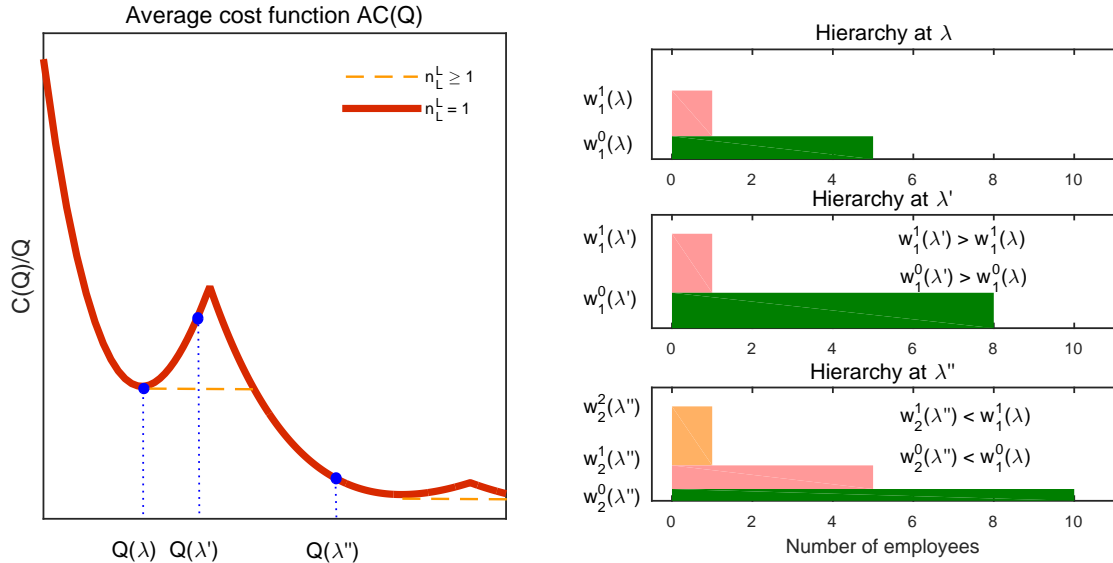 Average cost function AC(Q)
n_L^L ≥ 1
n_L^L = 1
C(Q)/Q
Q(λ)
Q(λ')
Q(λ'')
Hierarchy at λ
w_1^1(λ)
w_1^0(λ)
0 2 4 6 8 10
Hierarchy at λ'
w_1^1(λ')
w_1^0(λ')
w_1^1(λ') > w_1^1(λ)
w_1^0(λ') > w_1^0(λ)
0 2 4 6 8 10
Hierarchy at λ''
w_2^2(λ'')
w_2^1(λ'')
w_2^0(λ'')
w_2^1(λ'') < w_1^1(λ)
w_2^0(λ'') < w_1^0(λ)
0 2 4 6 8 10
Number of employees